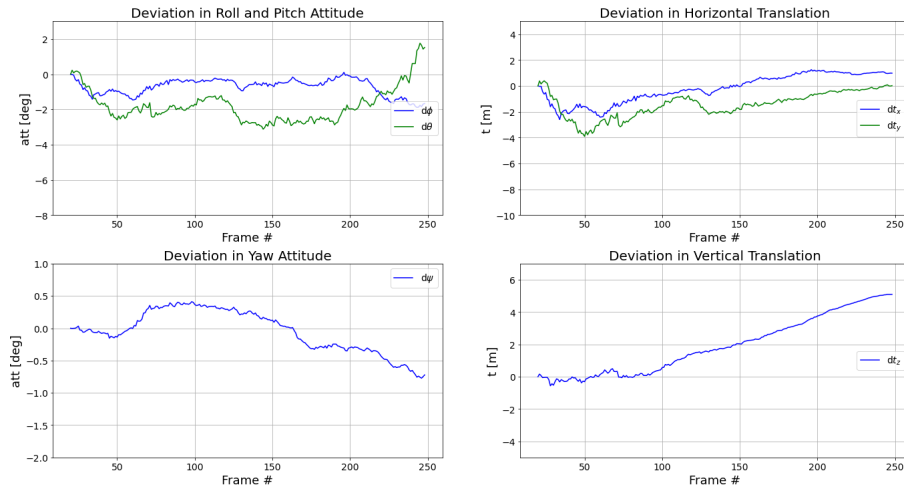 Deviation in Roll and Pitch Attitude
att [deg]
2
0
−2
−4
−6
−8
dϕ
dθ
50
100
150
200
250
Frame #
Deviation in Horizontal Translation
t [m]
4
2
0
−2
−4
−6
−8
−10
dtₓ
dt_y
50
100
150
200
250
Frame #
Deviation in Yaw Attitude
att [deg]
1.0
0.5
0.0
−0.5
−1.0
−1.5
−2.0
dψ
50
100
150
200
250
Frame #
Deviation in Vertical Translation
t [m]
6
4
2
0
−2
−4
dt_z
50
100
150
200
250
Frame #